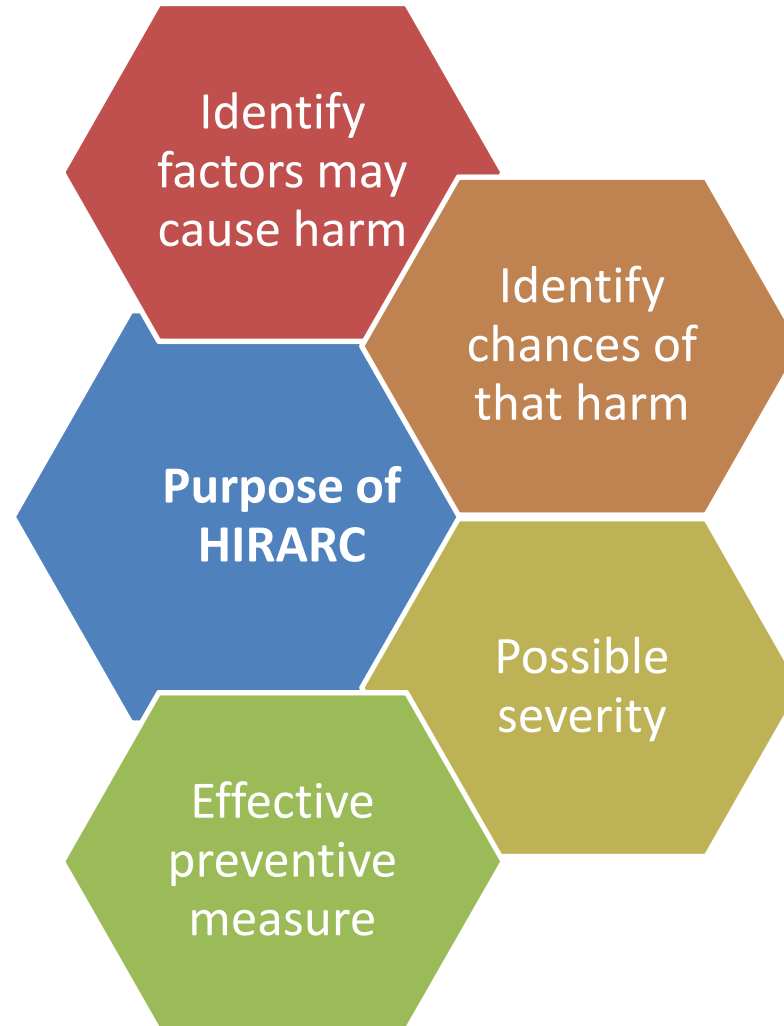 Identify
factors may
cause harm
Identify
chances of
that harm
Purpose of
HIRARC
Possible
severity
Effective
preventive
measure